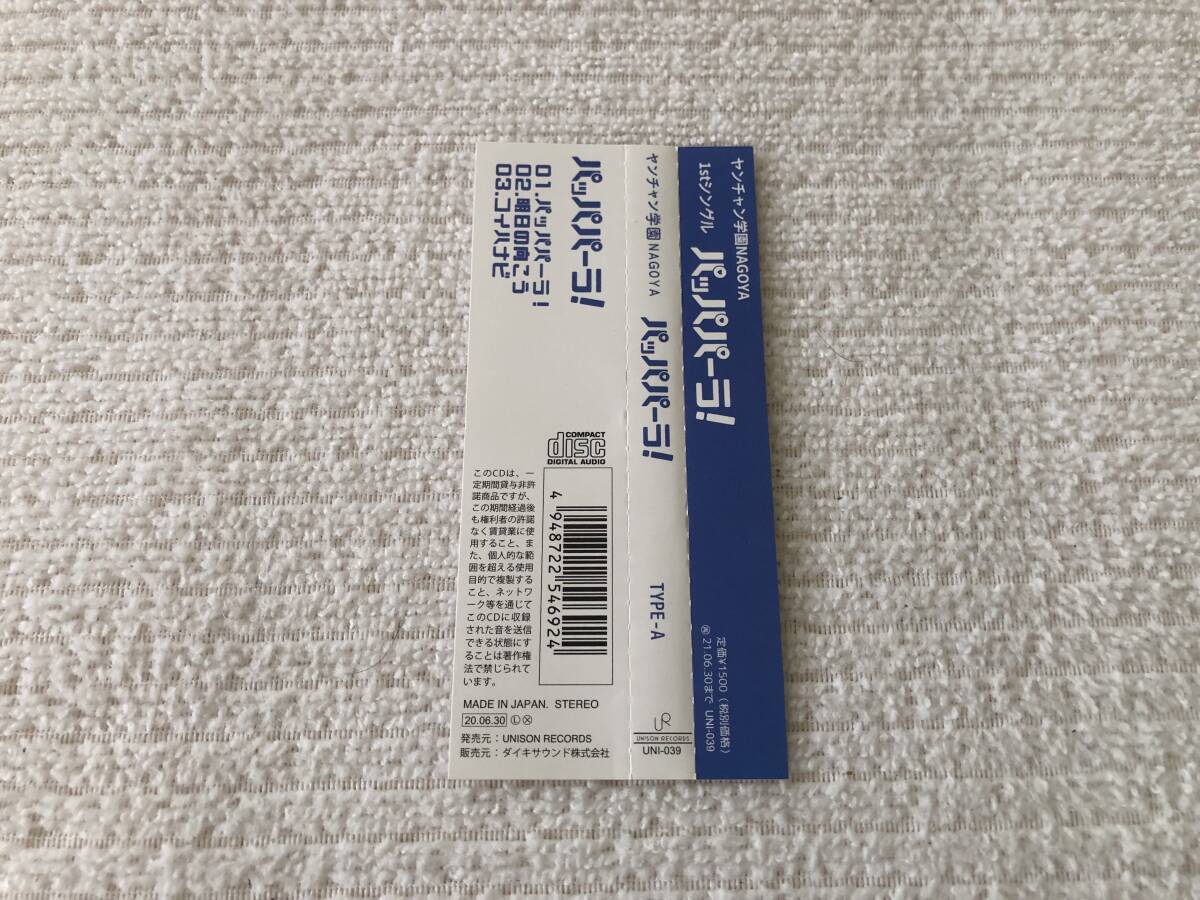 ヤンチャン学園NAGOYA
1stシングル パッパパーラ!
定価¥1500(税別価格)
㊐21.06.30まで UNI-039
ヤンチャン学園NAGOYA パッパパーラ! TYPE-A
UR
UNISON RECORDS
UNI-039
パッパパーラ!
01.パッパパーラ!
02.明日の向こう
03.コイハナビ
COMPACT
disc
DIGITAL AUDIO
4 948722 546924
このCDは、一
定期間貸与非許
諾商品ですが、
この期間経過後
も権利者の許諾
なく賃貸業に使
用すること、ま
た、個人的な範
囲を超える使用
目的で複製する
こと、ネットワ
ーク等を通じて
このCDに収録
された音を送信
できる状態にす
ることは著作権
法で禁じられて
います。
MADE IN JAPAN. STEREO
20.06.30 Ⓛ Ⓧ
発売元:UNISON RECORDS
販売元:ダイキサウンド株式会社